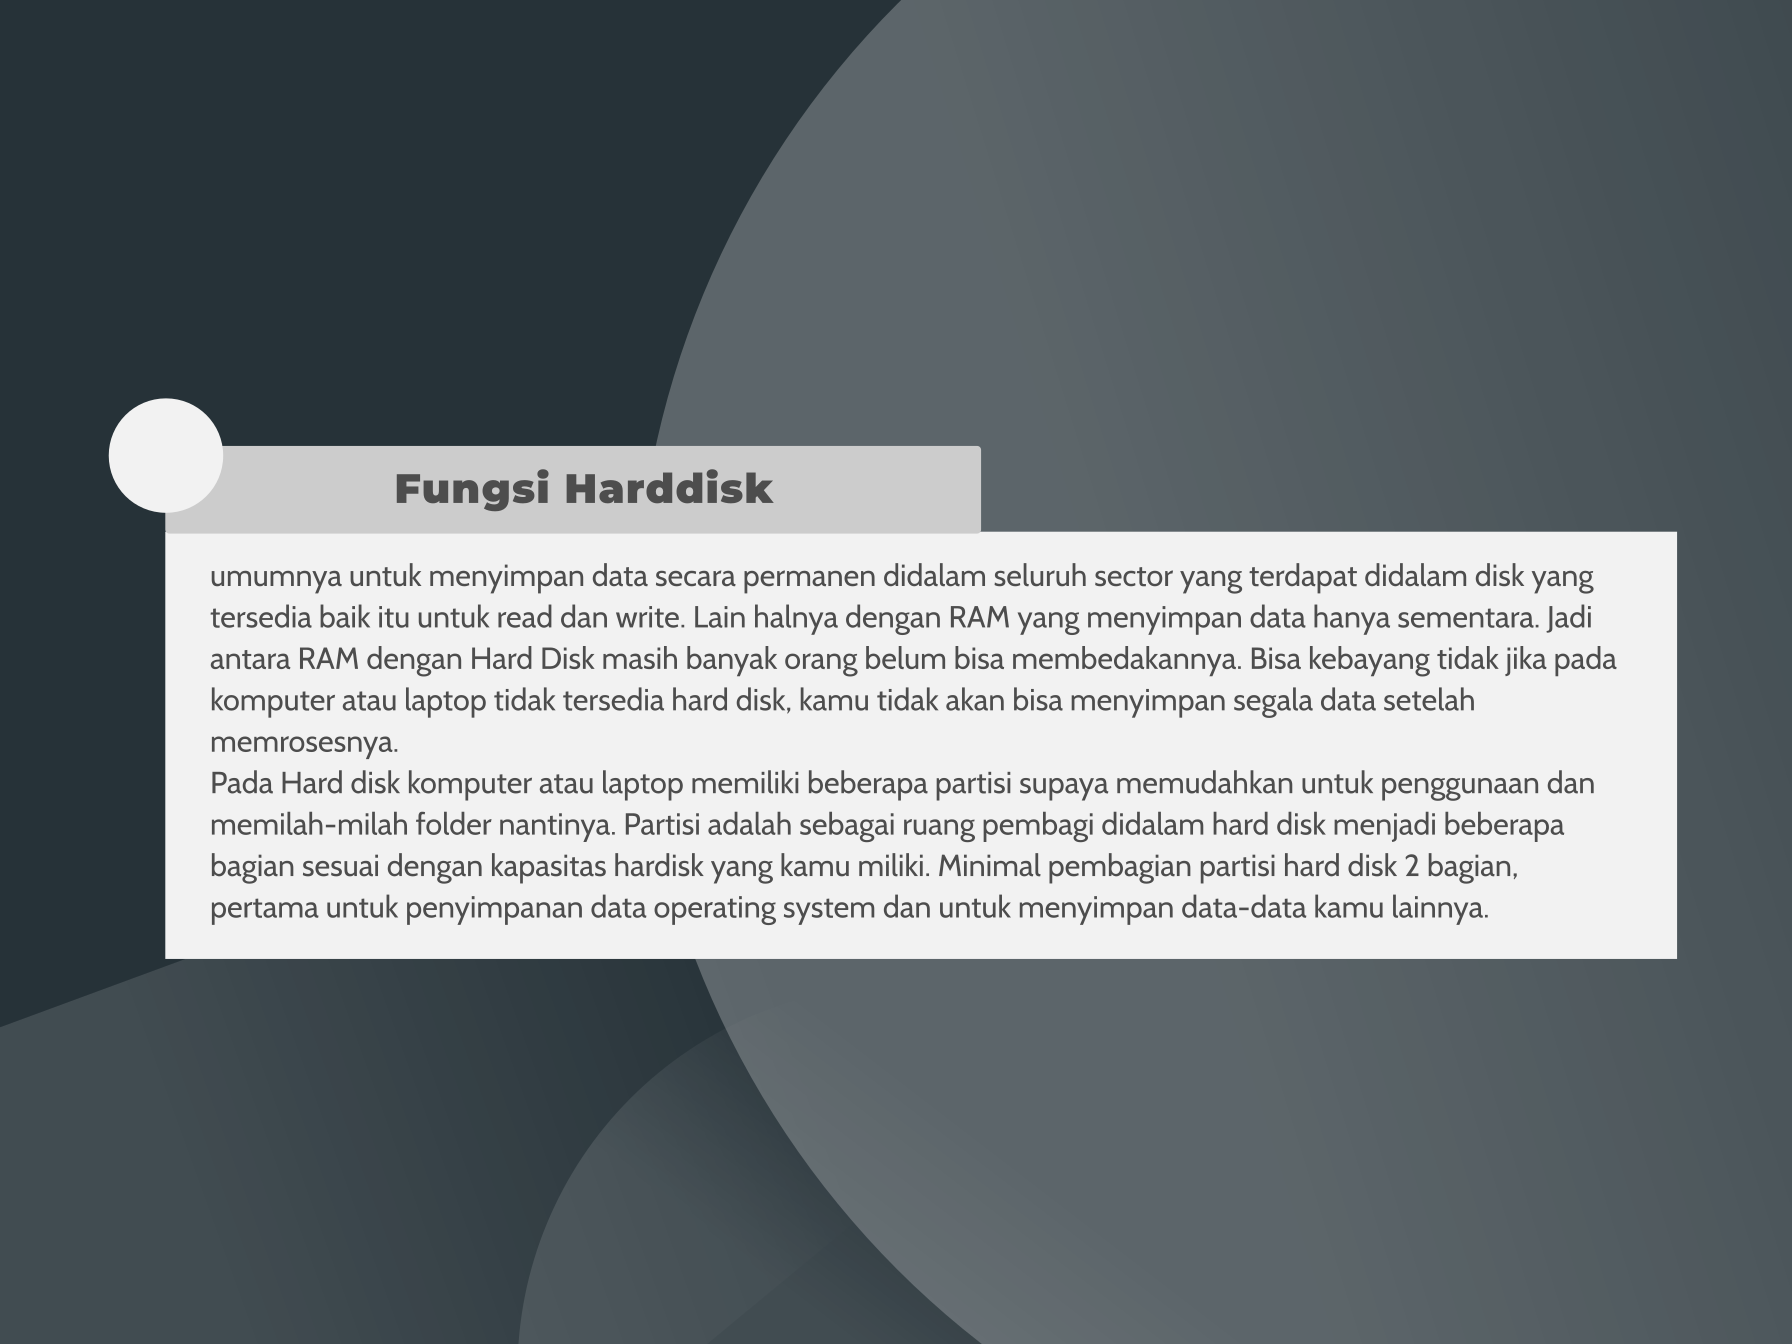 Fungsi Harddisk
umumnya untuk menyimpan data secara permanen didalam seluruh sector yang terdapat didalam disk yang
tersedia baik itu untuk read dan write. Lain halnya dengan RAM yang menyimpan data hanya sementara. Jadi
antara RAM dengan Hard Disk masih banyak orang belum bisa membedakannya. Bisa kebayang tidak jika pada
komputer atau laptop tidak tersedia hard disk, kamu tidak akan bisa menyimpan segala data setelah
memrosesnya.
Pada Hard disk komputer atau laptop memiliki beberapa partisi supaya memudahkan untuk penggunaan dan
memilah-milah folder nantinya. Partisi adalah sebagai ruang pembagi didalam hard disk menjadi beberapa
bagian sesuai dengan kapasitas hardisk yang kamu miliki. Minimal pembagian partisi hard disk 2 bagian,
pertama untuk penyimpanan data operating system dan untuk menyimpan data-data kamu lainnya.